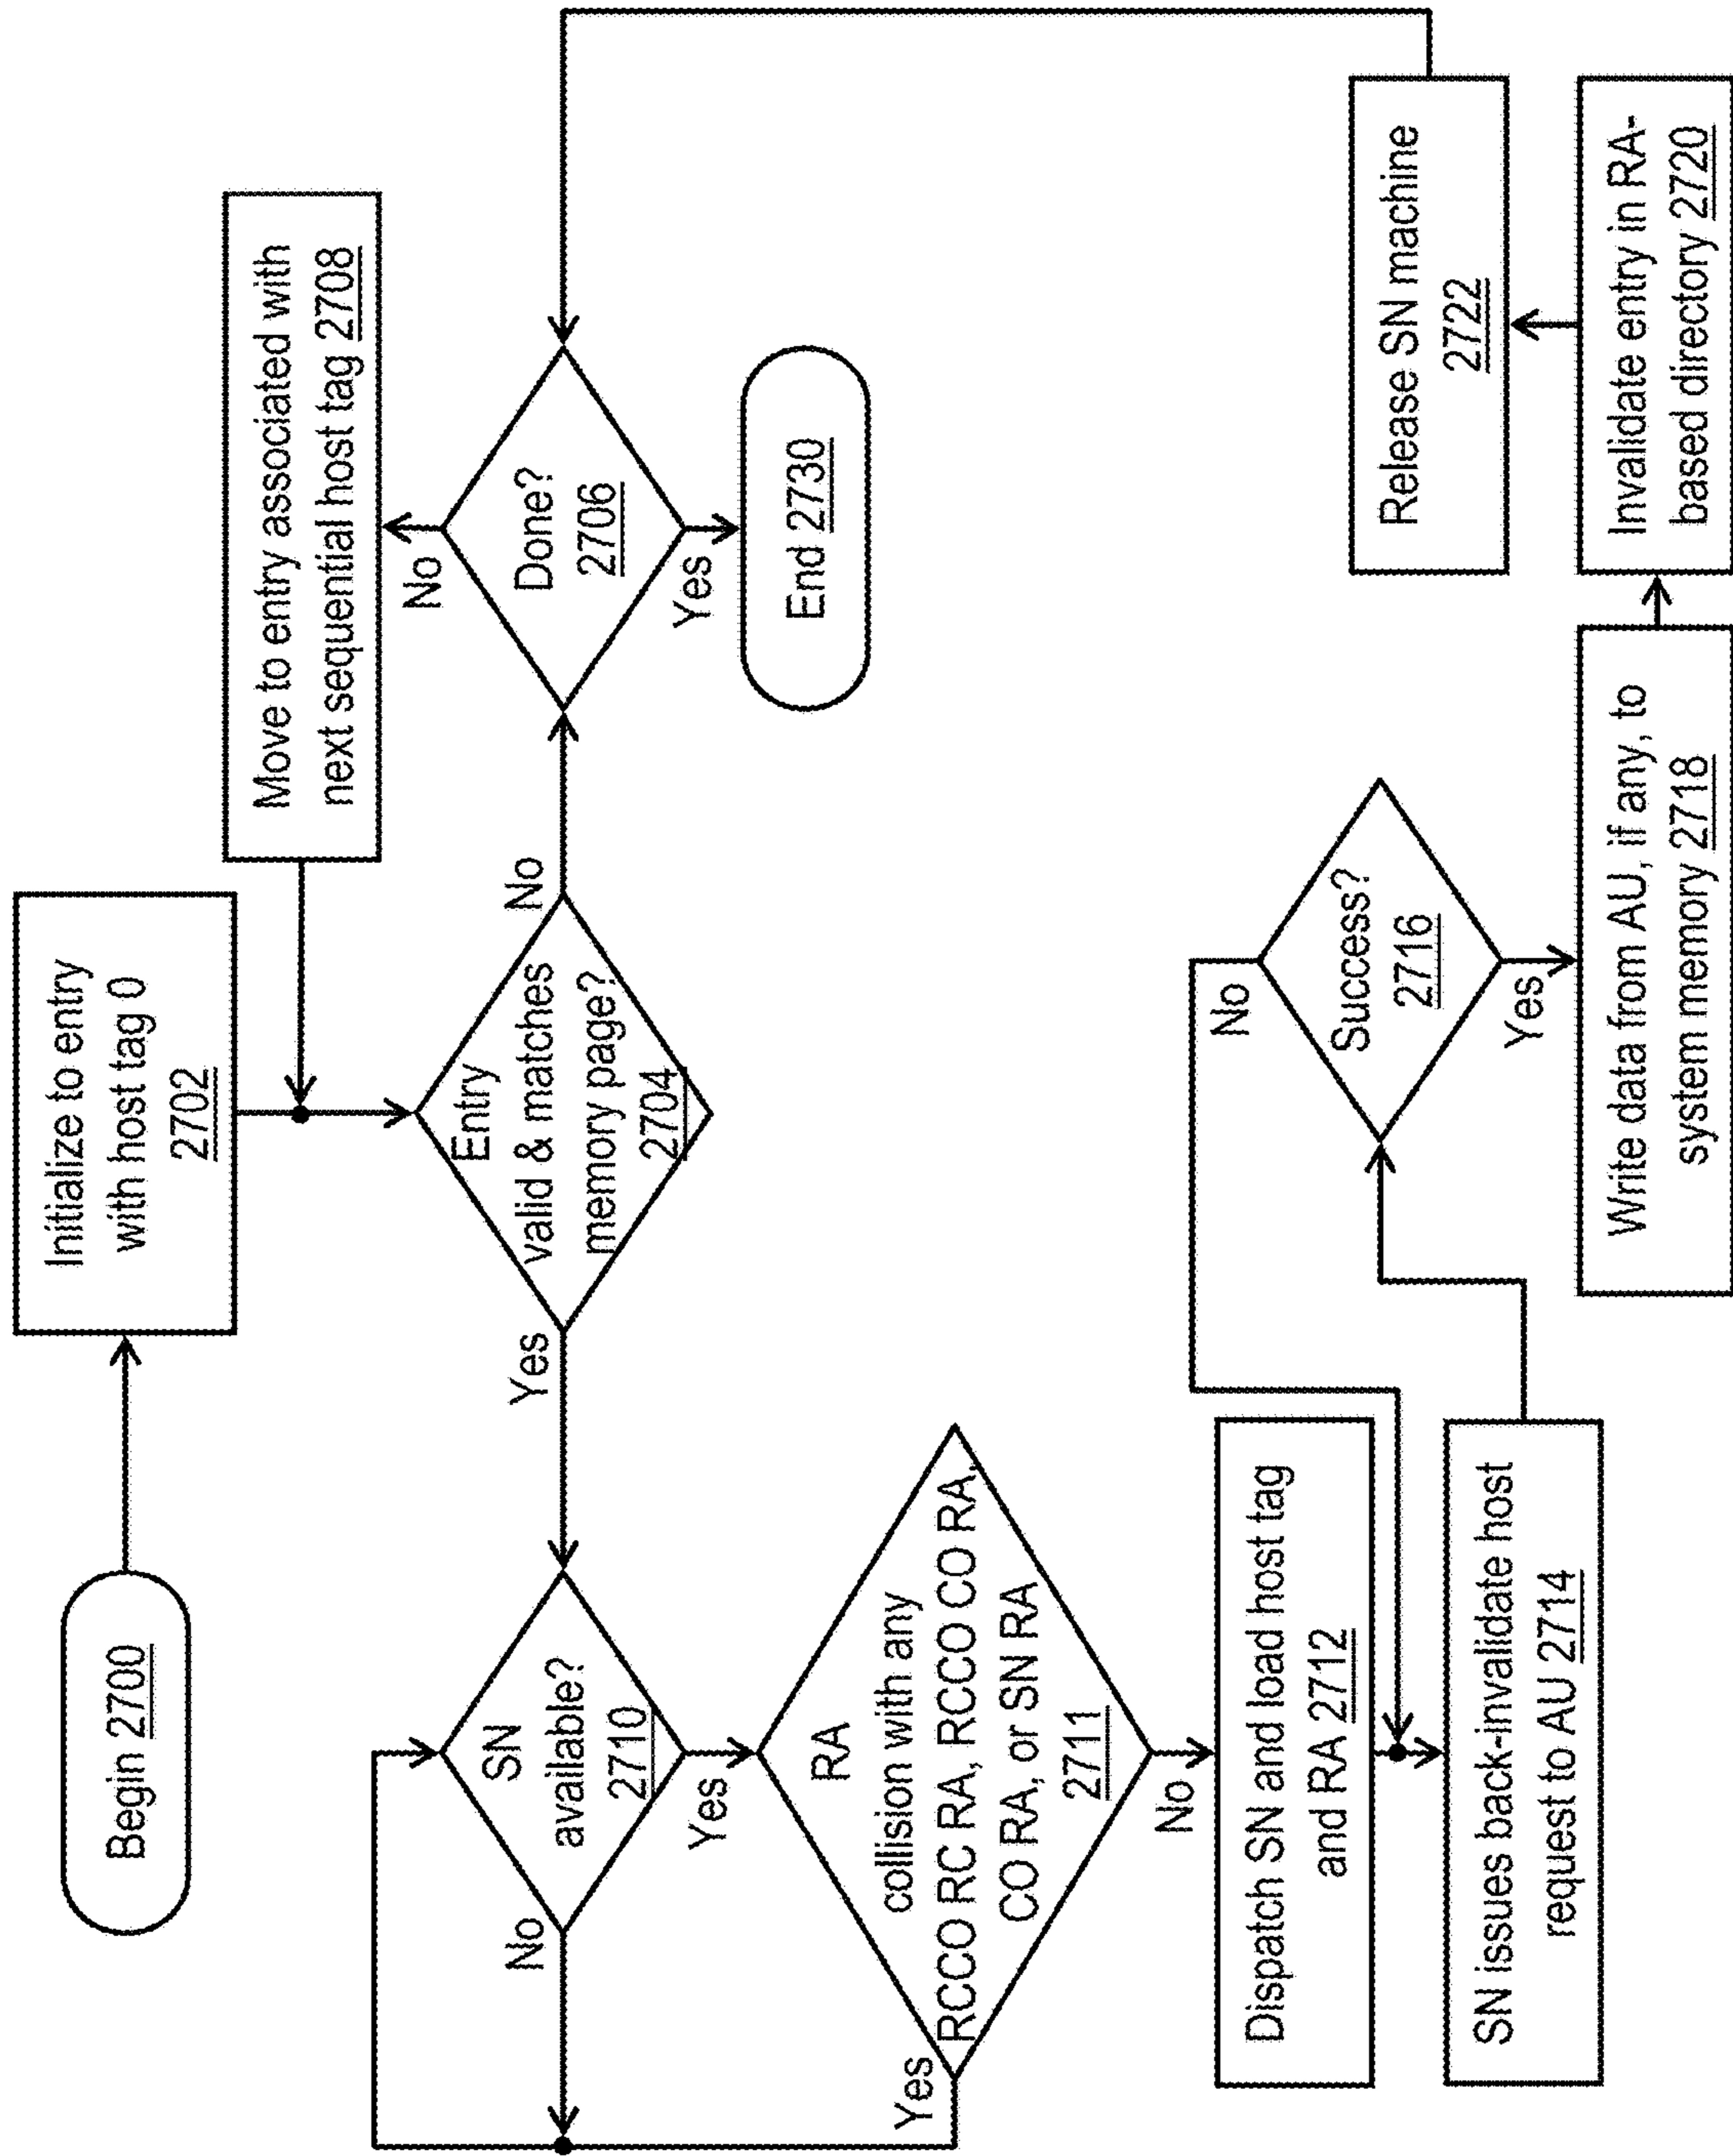 Begin 2700
Initialize to entry
with host tag 0
2702
Move to entry associated with
next sequential host tag 2708
Entry
valid & matches
memory page?
2704
No
Yes
Done?
2706
No
Yes
End 2730
SN
available?
2710
No
Yes
RA
collision with any
RCCO RC RA, RCCO CO RA,
CO RA, or SN RA
2711
Yes
No
Dispatch SN and load host tag
and RA 2712
SN issues back-invalidate host
request to AU 2714
Success?
2716
No
Yes
Write data from AU, if any, to
system memory 2718
Invalidate entry in RA-
based directory 2720
Release SN machine
2722